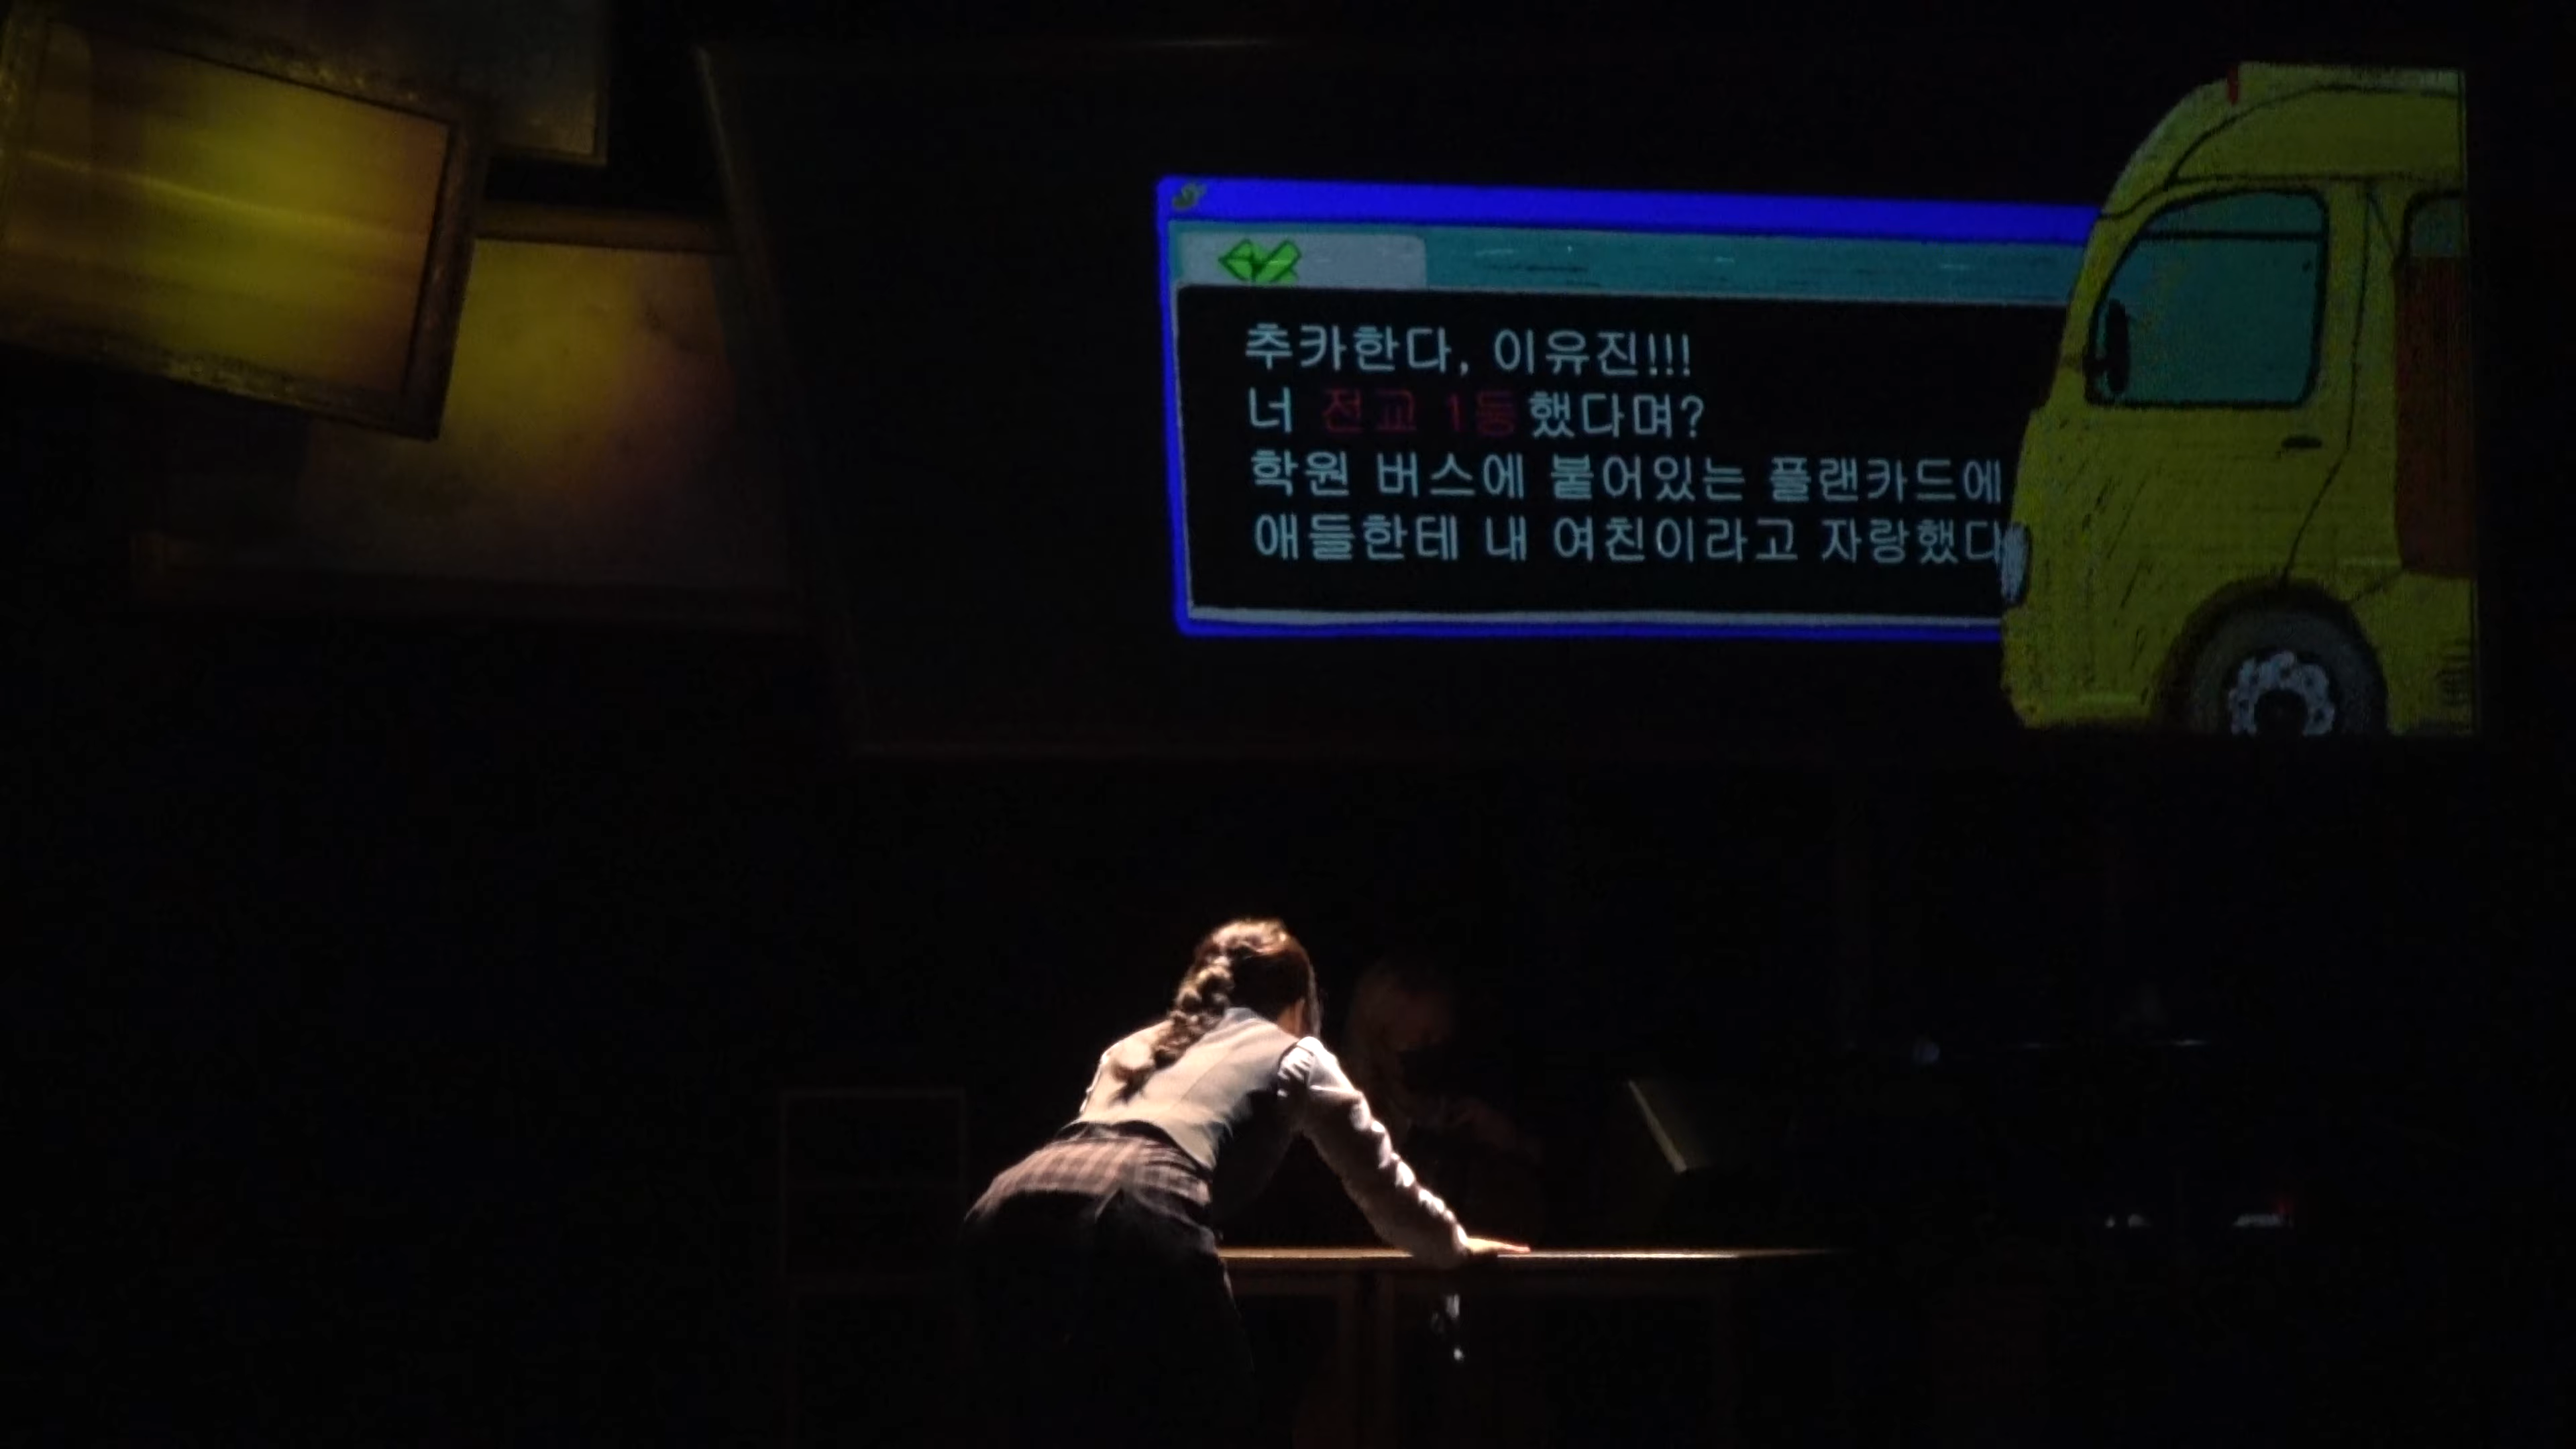 추카한다, 이유진!!!
너 전교 1등했다며?
학원 버스에 붙어있는 플랜카드에
애들한테 내 여친이라고 자랑했다